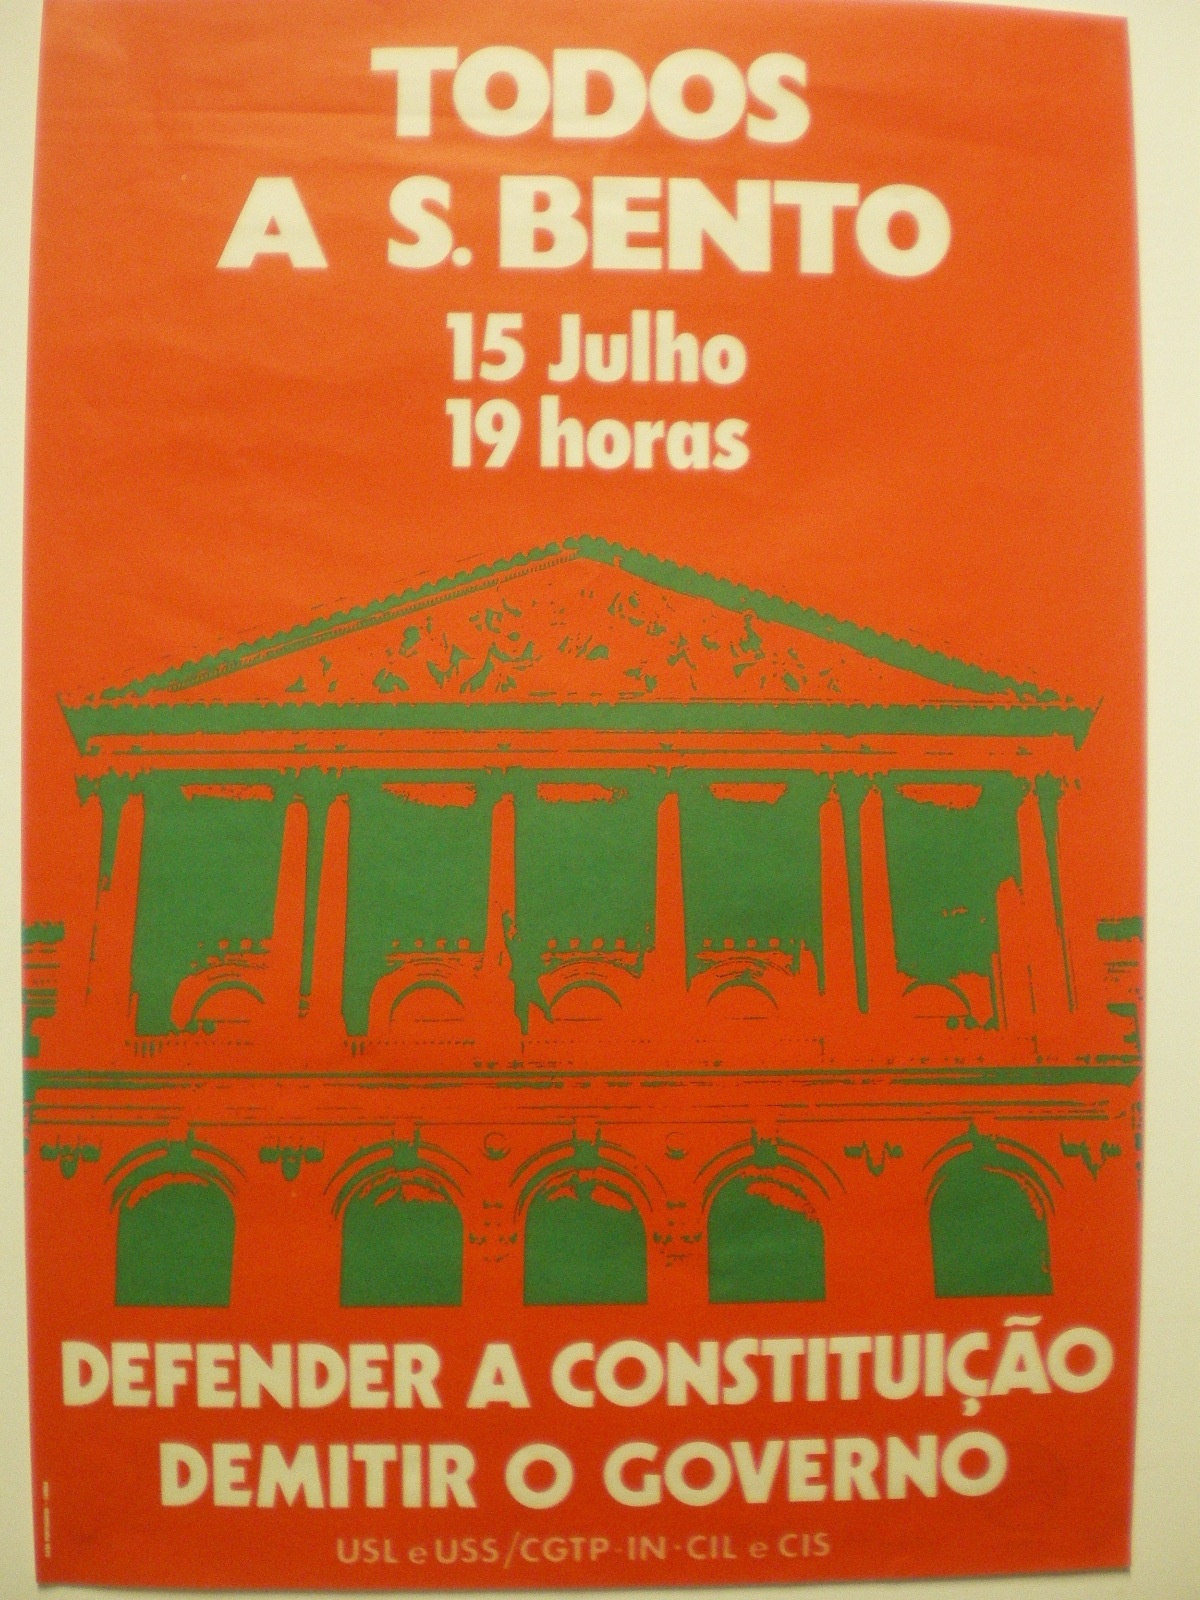 TODOS
A S. BENTO
15 Julho
19 horas
DEFENDER A CONSTITUIÇÃO
DEMITIR O GOVERNO
USL e USS/CGTP-IN·CIL e CIS